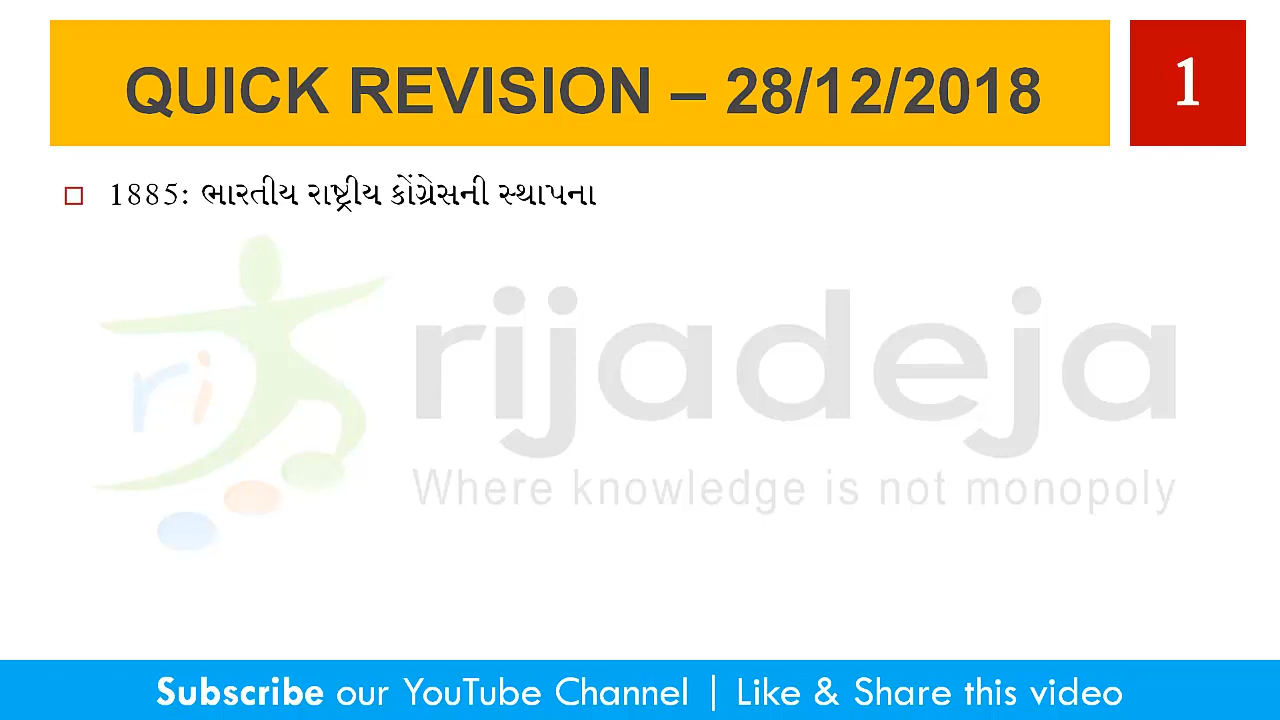 QUICK REVISION – 28/12/2018
1
1885: ભારતીય રાષ્ટ્રીય કોંગ્રેસની સ્થાપના
ri
rijadeja
Where knowledge is not monopoly
Subscribe our YouTube Channel | Like & Share this video